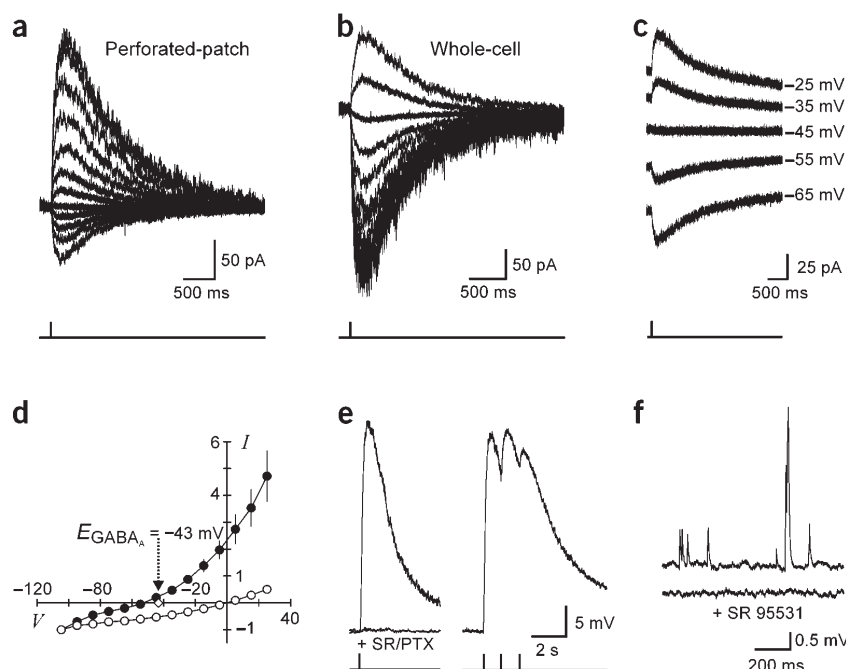 a
Perforated-patch
50 pA
500 ms
b
Whole-cell
50 pA
500 ms
c
−25 mV
−35 mV
−45 mV
−55 mV
−65 mV
25 pA
500 ms
d
6 I
4
E_GABA_A = −43 mV
1
−120 −80 −20
V
−1 40
e
+ SR/PTX
5 mV
2 s
f
+ SR 95531
0.5 mV
200 ms